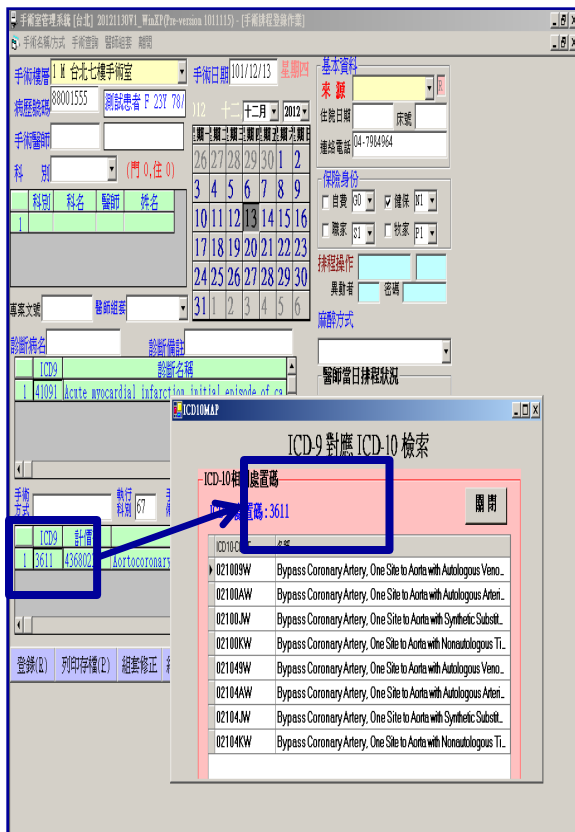 手術室管理系統 [台北] 20121130V1_WinXP(Pre-version 1011115) - [手術排程登錄作業]
手術名稱/方式 手術查詢 醫師組套 離開
手術樓層 1 M 台北七樓手術室 手術日期 101/12/13 星期四
病歷號碼 88001555 測試患者 F 23Y 78/
十二月 2012
手術醫師
科 別 (門 0,住 0)
科別 科名 醫師 姓名
1
26 27 28 29 30 1 2
3 4 5 6 7 8 9
10 11 12 13 14 15 16
17 18 19 20 21 22 23
24 25 26 27 28 29 30
31 1 2 3 4 5 6
基本資料
來 源 R
住院日期 床號
連絡電話 04-7984964
保險身份
自費 G0 健保 N1
職家 S1 牧家 P1
排程操作
異動者 密碼
麻醉方式
專案文號 醫師組套
診斷病名 診斷備註
ICD9 診斷名稱
1 41091 Acute myocardial infarction initial episode of ca
醫師當日排程狀況
手術方式 執行科別 67
ICD9 計價
1 3611 436802 Aortocoronary
登錄(R) 列印存檔(P) 組套修正
ICD10MAP
ICD-9 對應 ICD-10 檢索
ICD-10相關處置碼
處置碼:3611
關閉
名稱
021009W Bypass Coronary Artery, One Site to Aorta with Autologous Veno...
02100AW Bypass Coronary Artery, One Site to Aorta with Autologous Arteri...
02100JW Bypass Coronary Artery, One Site to Aorta with Synthetic Substit...
02100KW Bypass Coronary Artery, One Site to Aorta with Nonautologous Ti...
021049W Bypass Coronary Artery, One Site to Aorta with Autologous Veno...
02104AW Bypass Coronary Artery, One Site to Aorta with Autologous Arteri...
02104JW Bypass Coronary Artery, One Site to Aorta with Synthetic Substit...
02104KW Bypass Coronary Artery, One Site to Aorta with Nonautologous Ti...